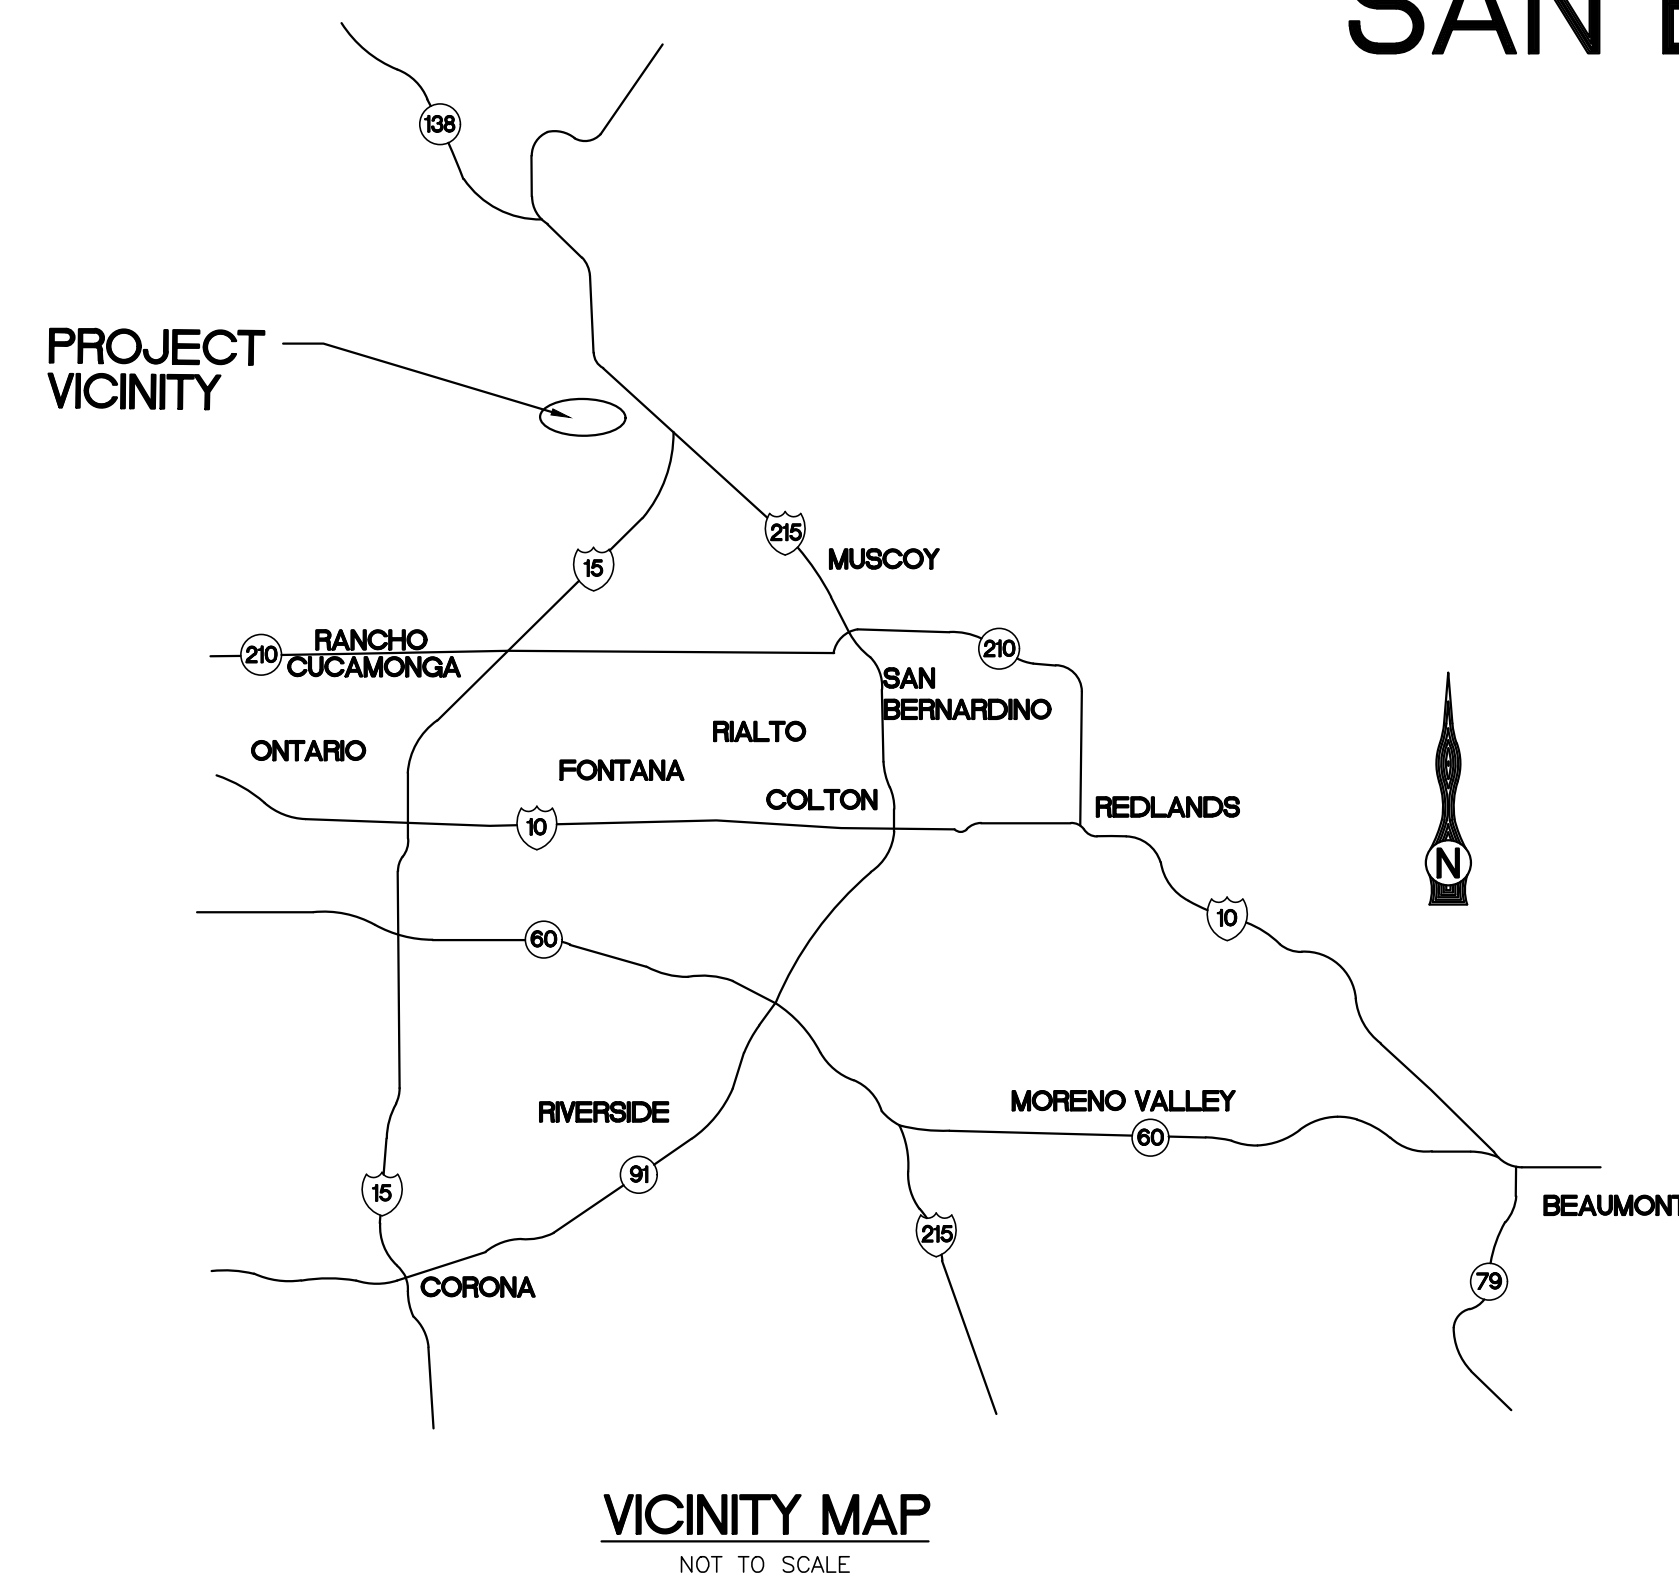 SAN
138
PROJECT
VICINITY
215
MUSCOY
15
RANCHO
210
CUCAMONGA
210
SAN
BERNARDINO
RIALTO
ONTARIO
FONTANA
COLTON
REDLANDS
10
N
10
60
MORENO VALLEY
RIVERSIDE
60
91
15
BEAUMONT
215
79
CORONA
VICINITY MAP
NOT TO SCALE